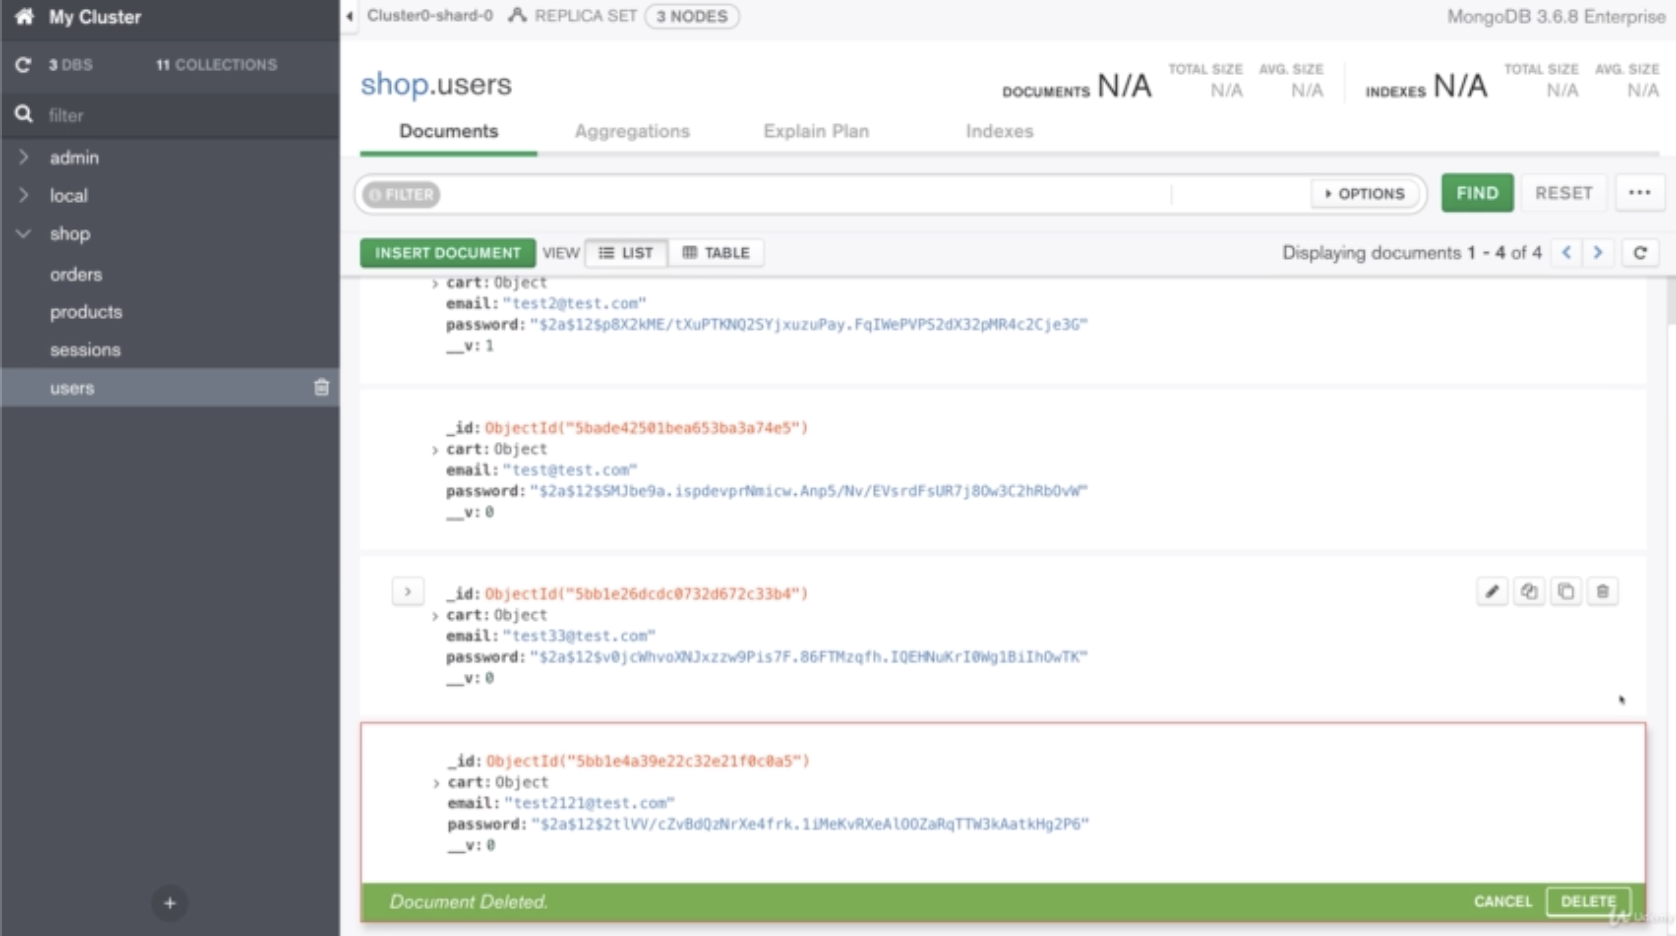 My Cluster
3 DBS 11 COLLECTIONS
filter
admin
local
shop
orders
products
sessions
users
Cluster0-shard-0 REPLICA SET 3 NODES MongoDB 3.6.8 Enterprise
shop.users
DOCUMENTS N/A TOTAL SIZE N/A AVG. SIZE N/A INDEXES N/A TOTAL SIZE N/A AVG. SIZE N/A
Documents Aggregations Explain Plan Indexes
FILTER OPTIONS FIND RESET ...
INSERT DOCUMENT VIEW LIST TABLE Displaying documents 1 - 4 of 4
cart: Object
email: "test2@test.com"
password: "$2a$12$p8X2kME/tXuPTKNQ2SYjxuzuPay.FqIWePVPS2dX32pMR4c2Cje3G"
__v: 1
_id: ObjectId("5bade42501bea653ba3a74e5")
cart: Object
email: "test@test.com"
password: "$2a$12$SMJbe9a.ispdevprNmicw.Anp5/Nv/EVsrdFsUR7j8Ow3C2hRbOvW"
__v: 0
_id: ObjectId("5bb1e26dcdc0732d672c33b4")
cart: Object
email: "test33@test.com"
password: "$2a$12$v0jcWhvoXNJxzzw9Pis7F.86FTMzqfh.IQEHNuKrI0Wg1BiIhOwTK"
__v: 0
_id: ObjectId("5bb1e4a39e22c32e21f0c0a5")
cart: Object
email: "test2121@test.com"
password: "$2a$12$2tlVV/cZvBdQzNrXe4frk.1iMeKvRXeAlOOZaRqTTW3kAatkHg2P6"
__v: 0
Document Deleted. CANCEL DELETE
Udemy